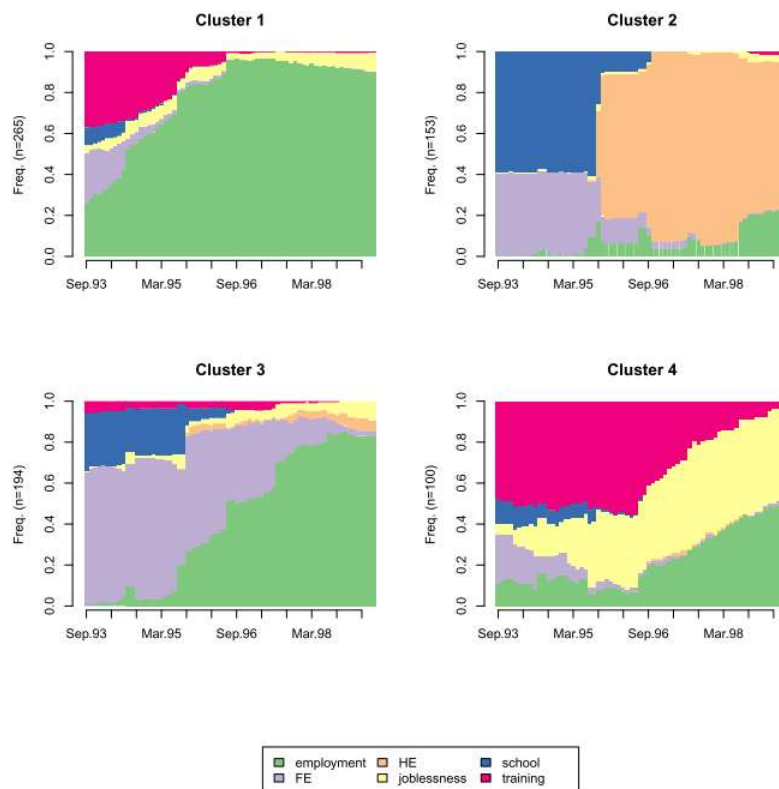 Cluster 1
Cluster 2
Freq. (n=265)
0.0 0.2 0.4 0.6 0.8 1.0
Sep.93 Mar.95 Sep.96 Mar.98
Freq. (n=153)
0.0 0.2 0.4 0.6 0.8 1.0
Sep.93 Mar.95 Sep.96 Mar.98
Cluster 3
Cluster 4
Freq. (n=194)
0.0 0.2 0.4 0.6 0.8 1.0
Sep.93 Mar.95 Sep.96 Mar.98
Freq. (n=100)
0.0 0.2 0.4 0.6 0.8 1.0
Sep.93 Mar.95 Sep.96 Mar.98
employment HE school
FE joblessness training